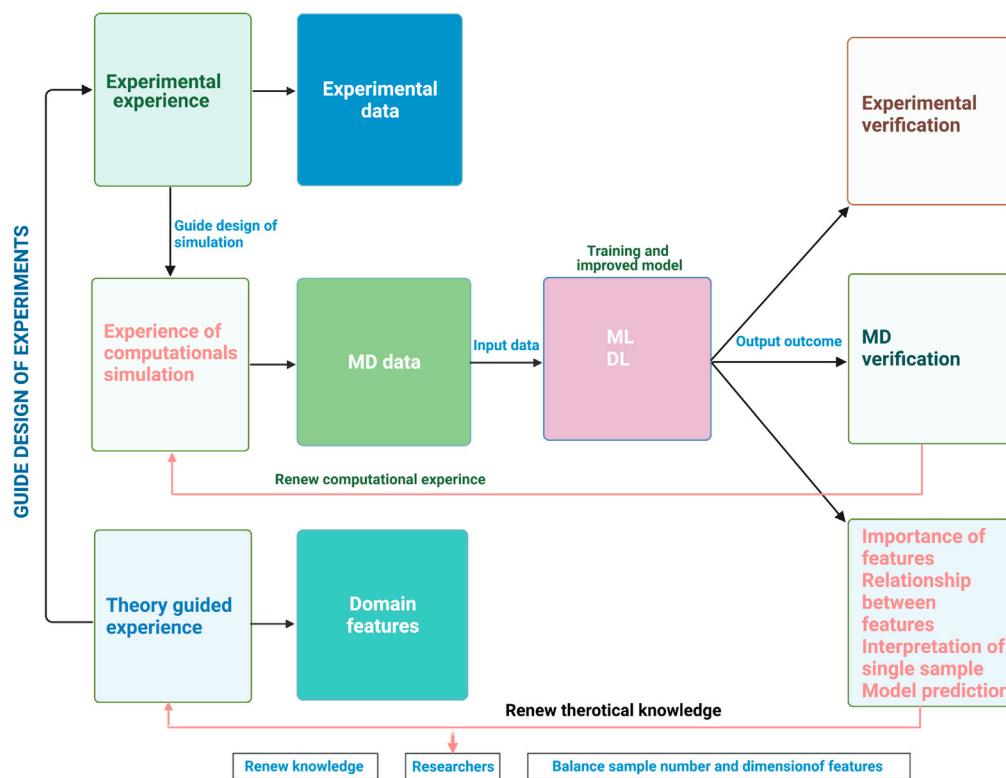 GUIDE DESIGN OF EXPERIMENTS
Experimental
experience
Experimental
data
Experimental
verification
Guide design of
simulation
Training and
improved model
Experience of
computationals
simulation
MD data
Input data
ML
DL
Output outcome
MD
verification
Renew computational experince
Theory guided
experience
Domain
features
Importance of
features
Relationship
between
features
Interpretation of
single sample
Model prediction
Renew therotical knowledge
Renew knowledge
Researchers
Balance sample number and dimensionof features